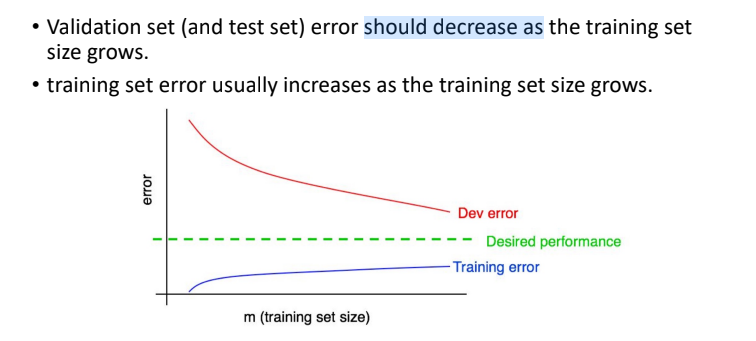 • Validation set (and test set) error should decrease as the training set
size grows.
• training set error usually increases as the training set size grows.
error
Dev error
Desired performance
Training error
m (training set size)